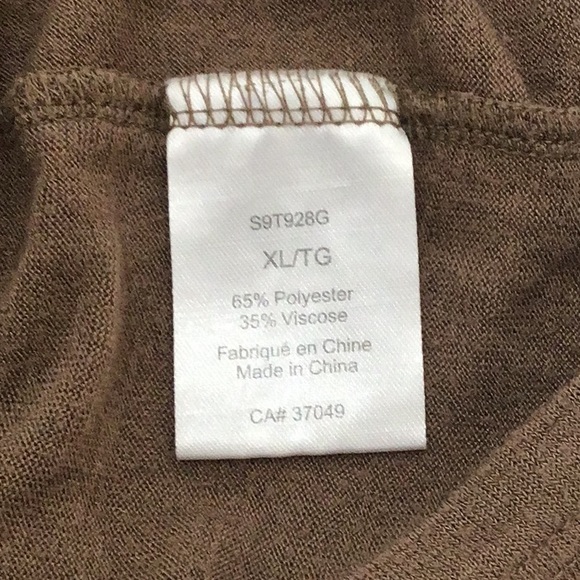 S9T928G
XL/TG
65% Polyester
35% Viscose
Fabriqué en Chine
Made in China
CA# 37049